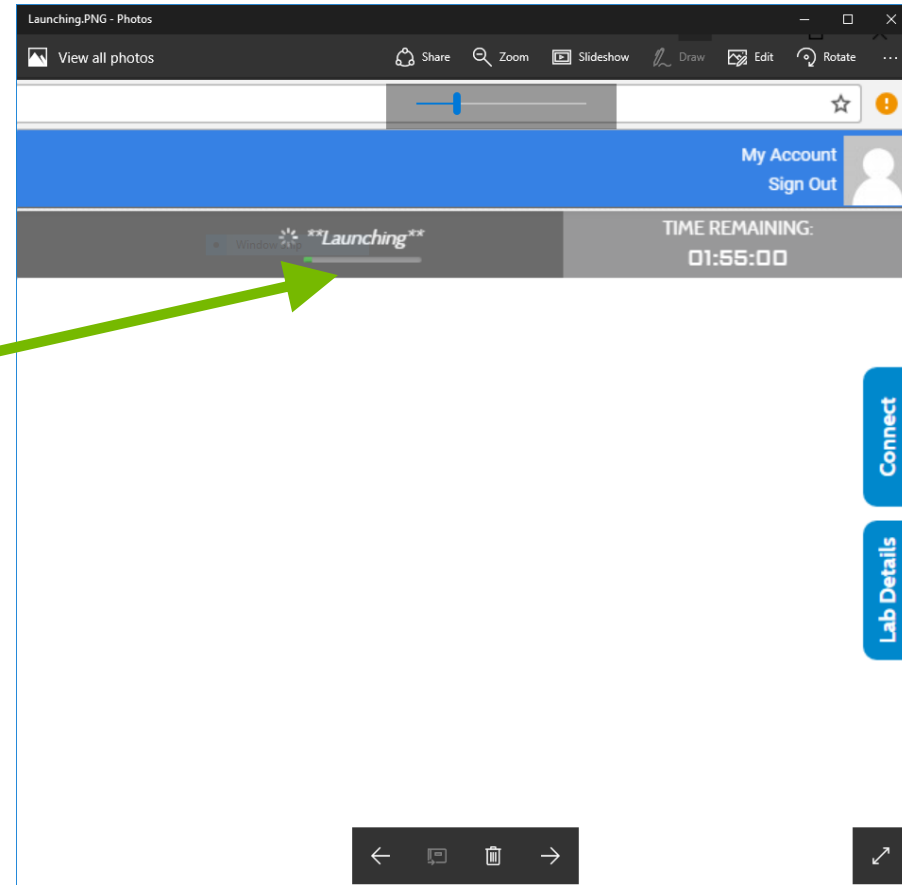 Launching.PNG - Photos
View all photos
Share Zoom Slideshow Draw Edit Rotate ...
My Account
Sign Out
**Launching**
TIME REMAINING:
01:55:00
Connect
Lab Details